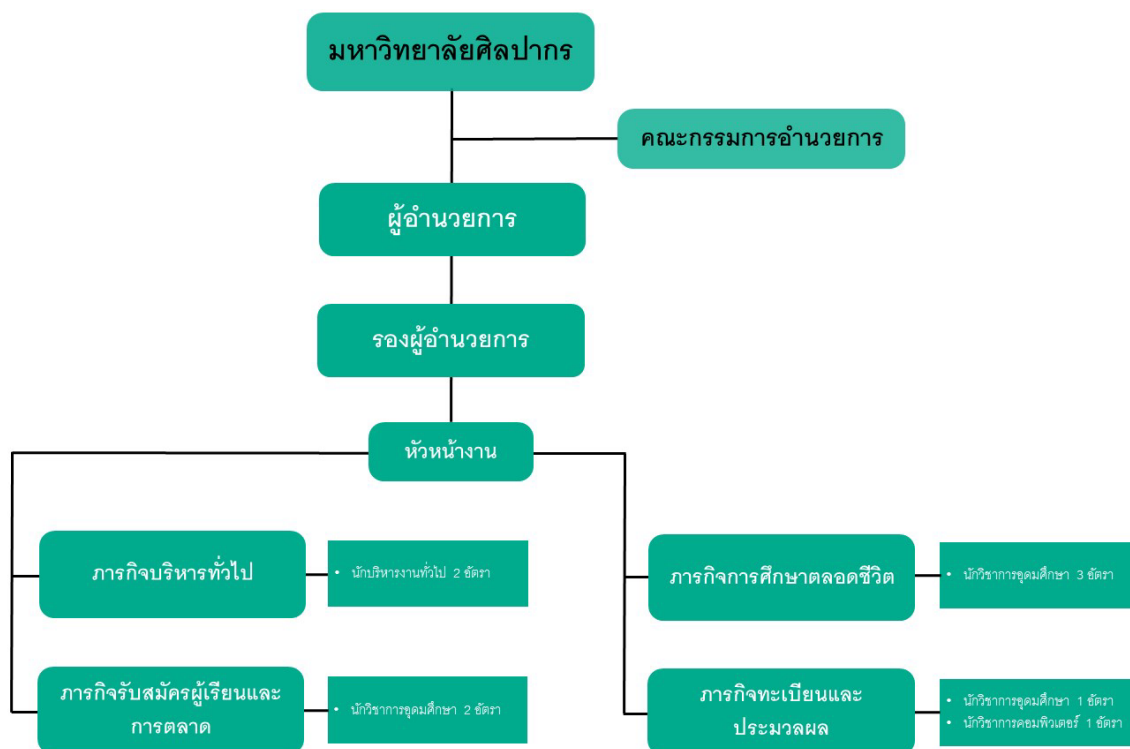 มหาวิทยาลัยศิลปากร
คณะกรรมการอำนวยการ
ผู้อำนวยการ
รองผู้อำนวยการ
หัวหน้างาน
ภารกิจบริหารทั่วไป
• นักบริหารงานทั่วไป 2 อัตรา
ภารกิจการศึกษาตลอดชีวิต
• นักวิชาการอุดมศึกษา 3 อัตรา
ภารกิจรับสมัครผู้เรียนและ
การตลาด
• นักวิชาการอุดมศึกษา 2 อัตรา
ภารกิจทะเบียนและ
ประมวลผล
• นักวิชาการอุดมศึกษา 1 อัตรา
• นักวิชาการคอมพิวเตอร์ 1 อัตรา